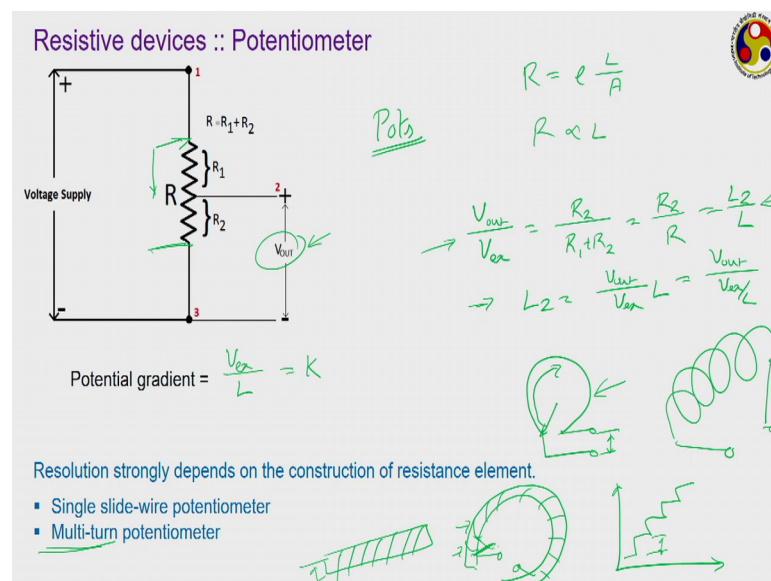 Resistive devices :: Potentiometer
1
+
R = R1+R2
R1
R
R2
2
+
Voltage Supply
VOUT
-
-
3
Pots
R = ℓ L/A
R ∝ L
Vout/Vex = R2/(R1+R2) = R2/R = L2/L
→ L2 = Vout/Vex L = Vout/(Vex/L)
Potential gradient = Vex/L = K
Resolution strongly depends on the construction of resistance element.
▪ Single slide-wire potentiometer
▪ Multi-turn potentiometer